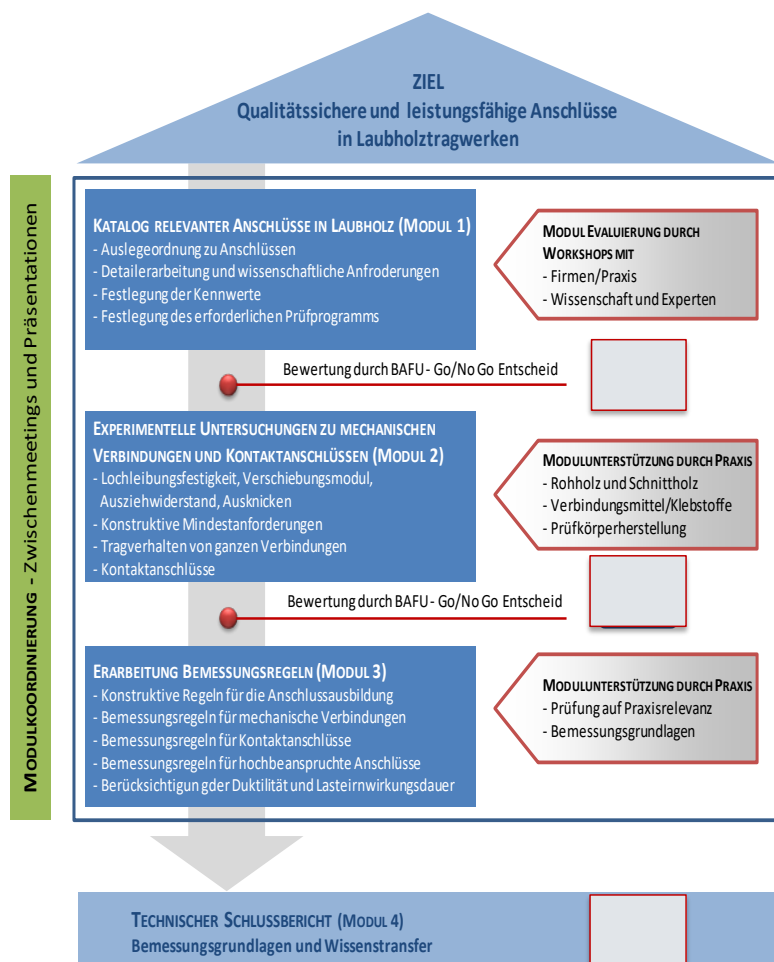 ZIEL
Qualitätssichere und leistungsfähige Anschlüsse
in Laubholztragwerken
MODULKOORDINIERUNG - Zwischenmeetings und Präsentationen
KATALOG RELEVANTER ANSCHLÜSSE IN LAUBHOLZ (MODUL 1)
- Auslegeordnung zu Anschlüssen
- Detailerarbeitung und wissenschaftliche Anfroderungen
- Festlegung der Kennwerte
- Festlegung des erforderlichen Prüfprogramms
MODUL EVALUIERUNG DURCH
WORKSHOPS MIT
- Firmen/Praxis
- Wissenschaft und Experten
Bewertung durch BAFU - Go/No Go Entscheid
EXPERIMENTELLE UNTERSUCHUNGEN ZU MECHANISCHEN
VERBINDUNGEN UND KONTAKTANSCHLÜSSEN (MODUL 2)
- Lochleibungsfestigkeit, Verschiebungsmodul,
Ausziehwiderstand, Ausknicken
- Konstruktive Mindestanforderungen
- Tragverhalten von ganzen Verbindungen
- Kontaktanschlüsse
MODULUNTERSTÜTZUNG DURCH PRAXIS
- Rohholz und Schnittholz
- Verbindungsmittel/Klebstoffe
- Prüfkörperherstellung
Bewertung durch BAFU - Go/No Go Entscheid
ERARBEITUNG BEMESSUNGSREGELN (MODUL 3)
- Konstruktive Regeln für die Anschlussausbildung
- Bemessungsregeln für mechanische Verbindungen
- Bemessungsregeln für Kontaktanschlüsse
- Bemessungsregeln für hochbeanspruchte Anschlüsse
- Berücksichtigun gder Duktilität und Lasteirnwirkungsdauer
MODULUNTERSTÜTZUNG DURCH PRAXIS
- Prüfung auf Praxisrelevanz
- Bemessungsgrundlagen
TECHNISCHER SCHLUSSBERICHT (MODUL 4)
Bemessungsgrundlagen und Wissenstransfer